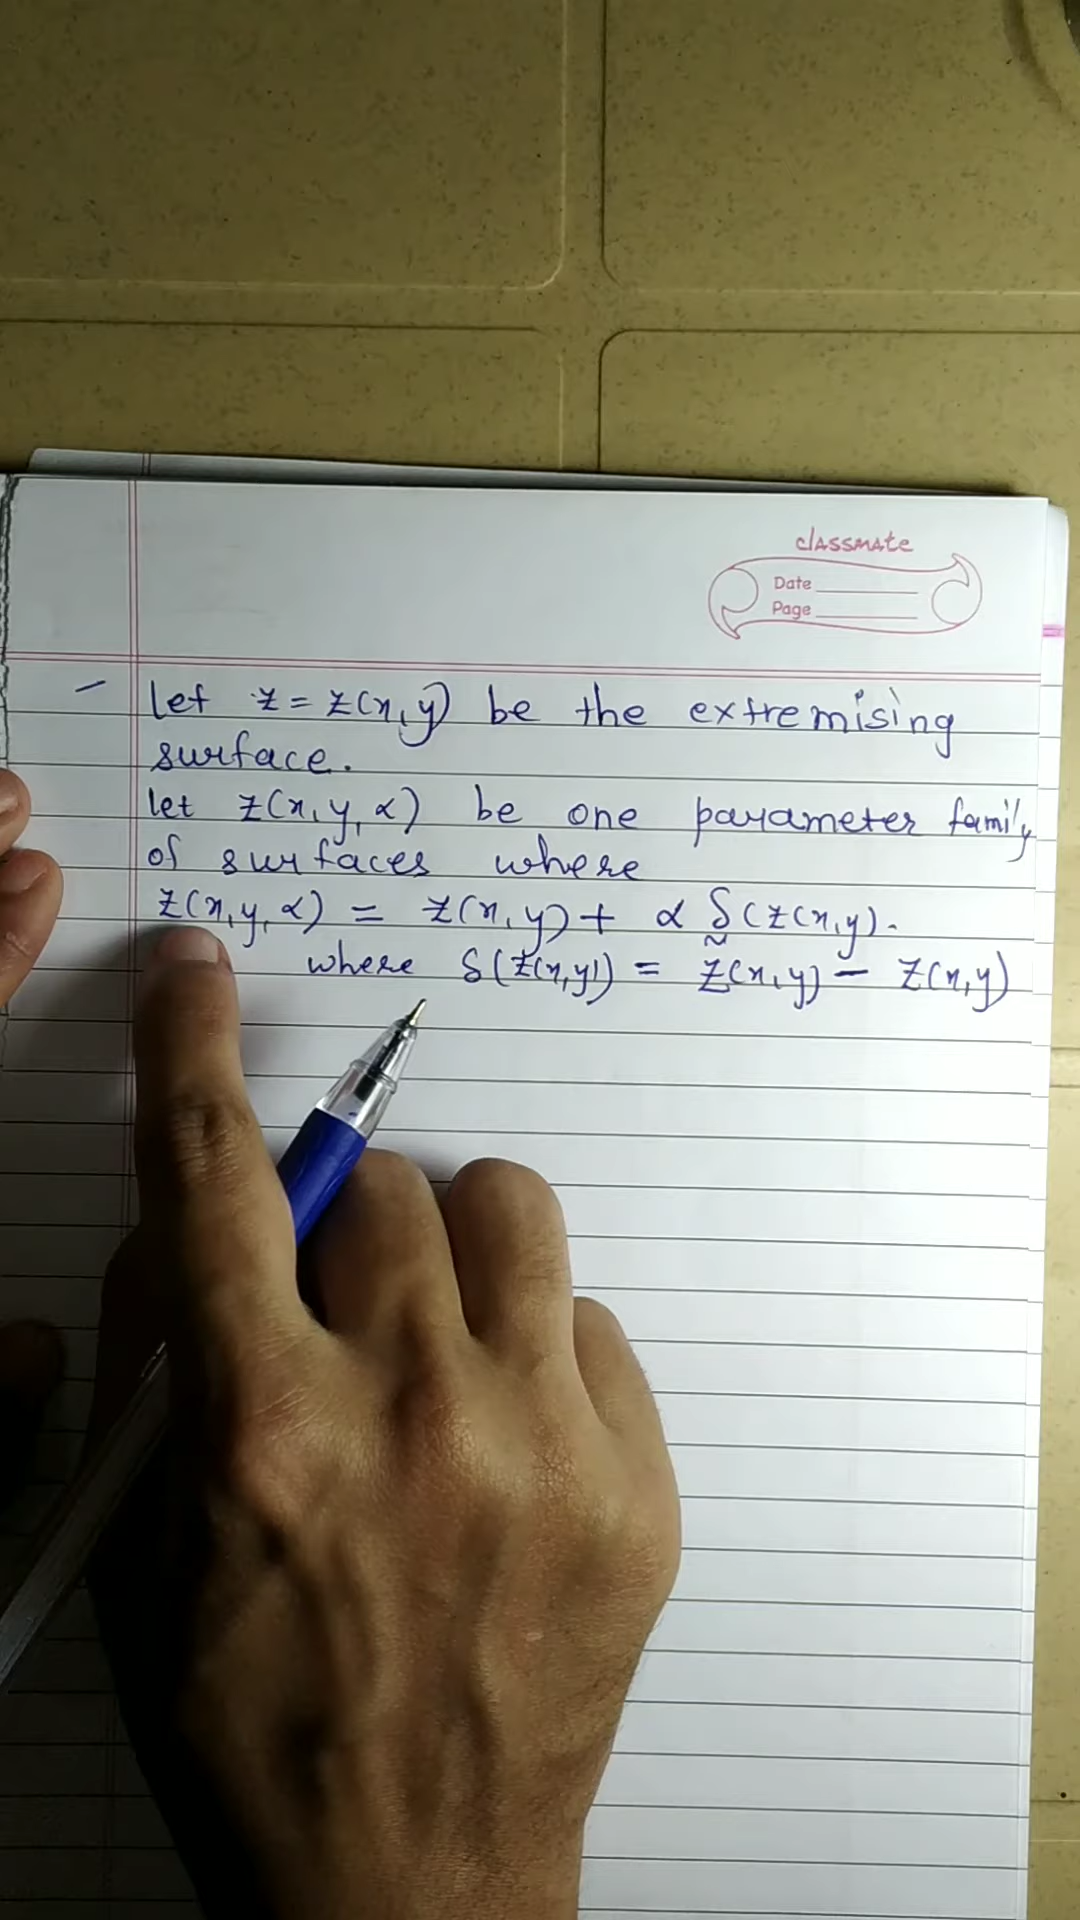 classmate
Date
Page
– let z = z(x,y) be the extremising
surface.
let z(x,y,α) be one parameter family
of surfaces where
z(x,y,α) = z(x,y) + α δ(z(x,y).
where δ(z(x,y)) = z̃(x,y) – z(x,y)